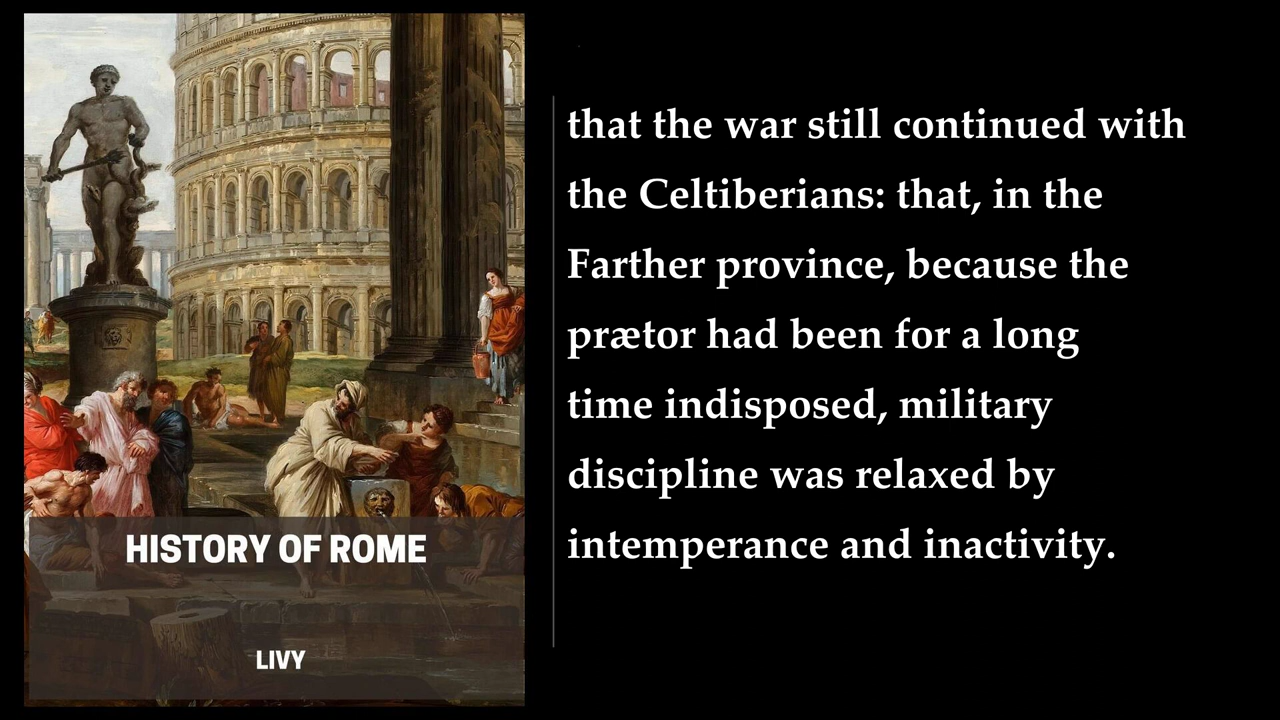 HISTORY OF ROME
LIVY
that the war still continued with
the Celtiberians: that, in the
Farther province, because the
prætor had been for a long
time indisposed, military
discipline was relaxed by
intemperance and inactivity.